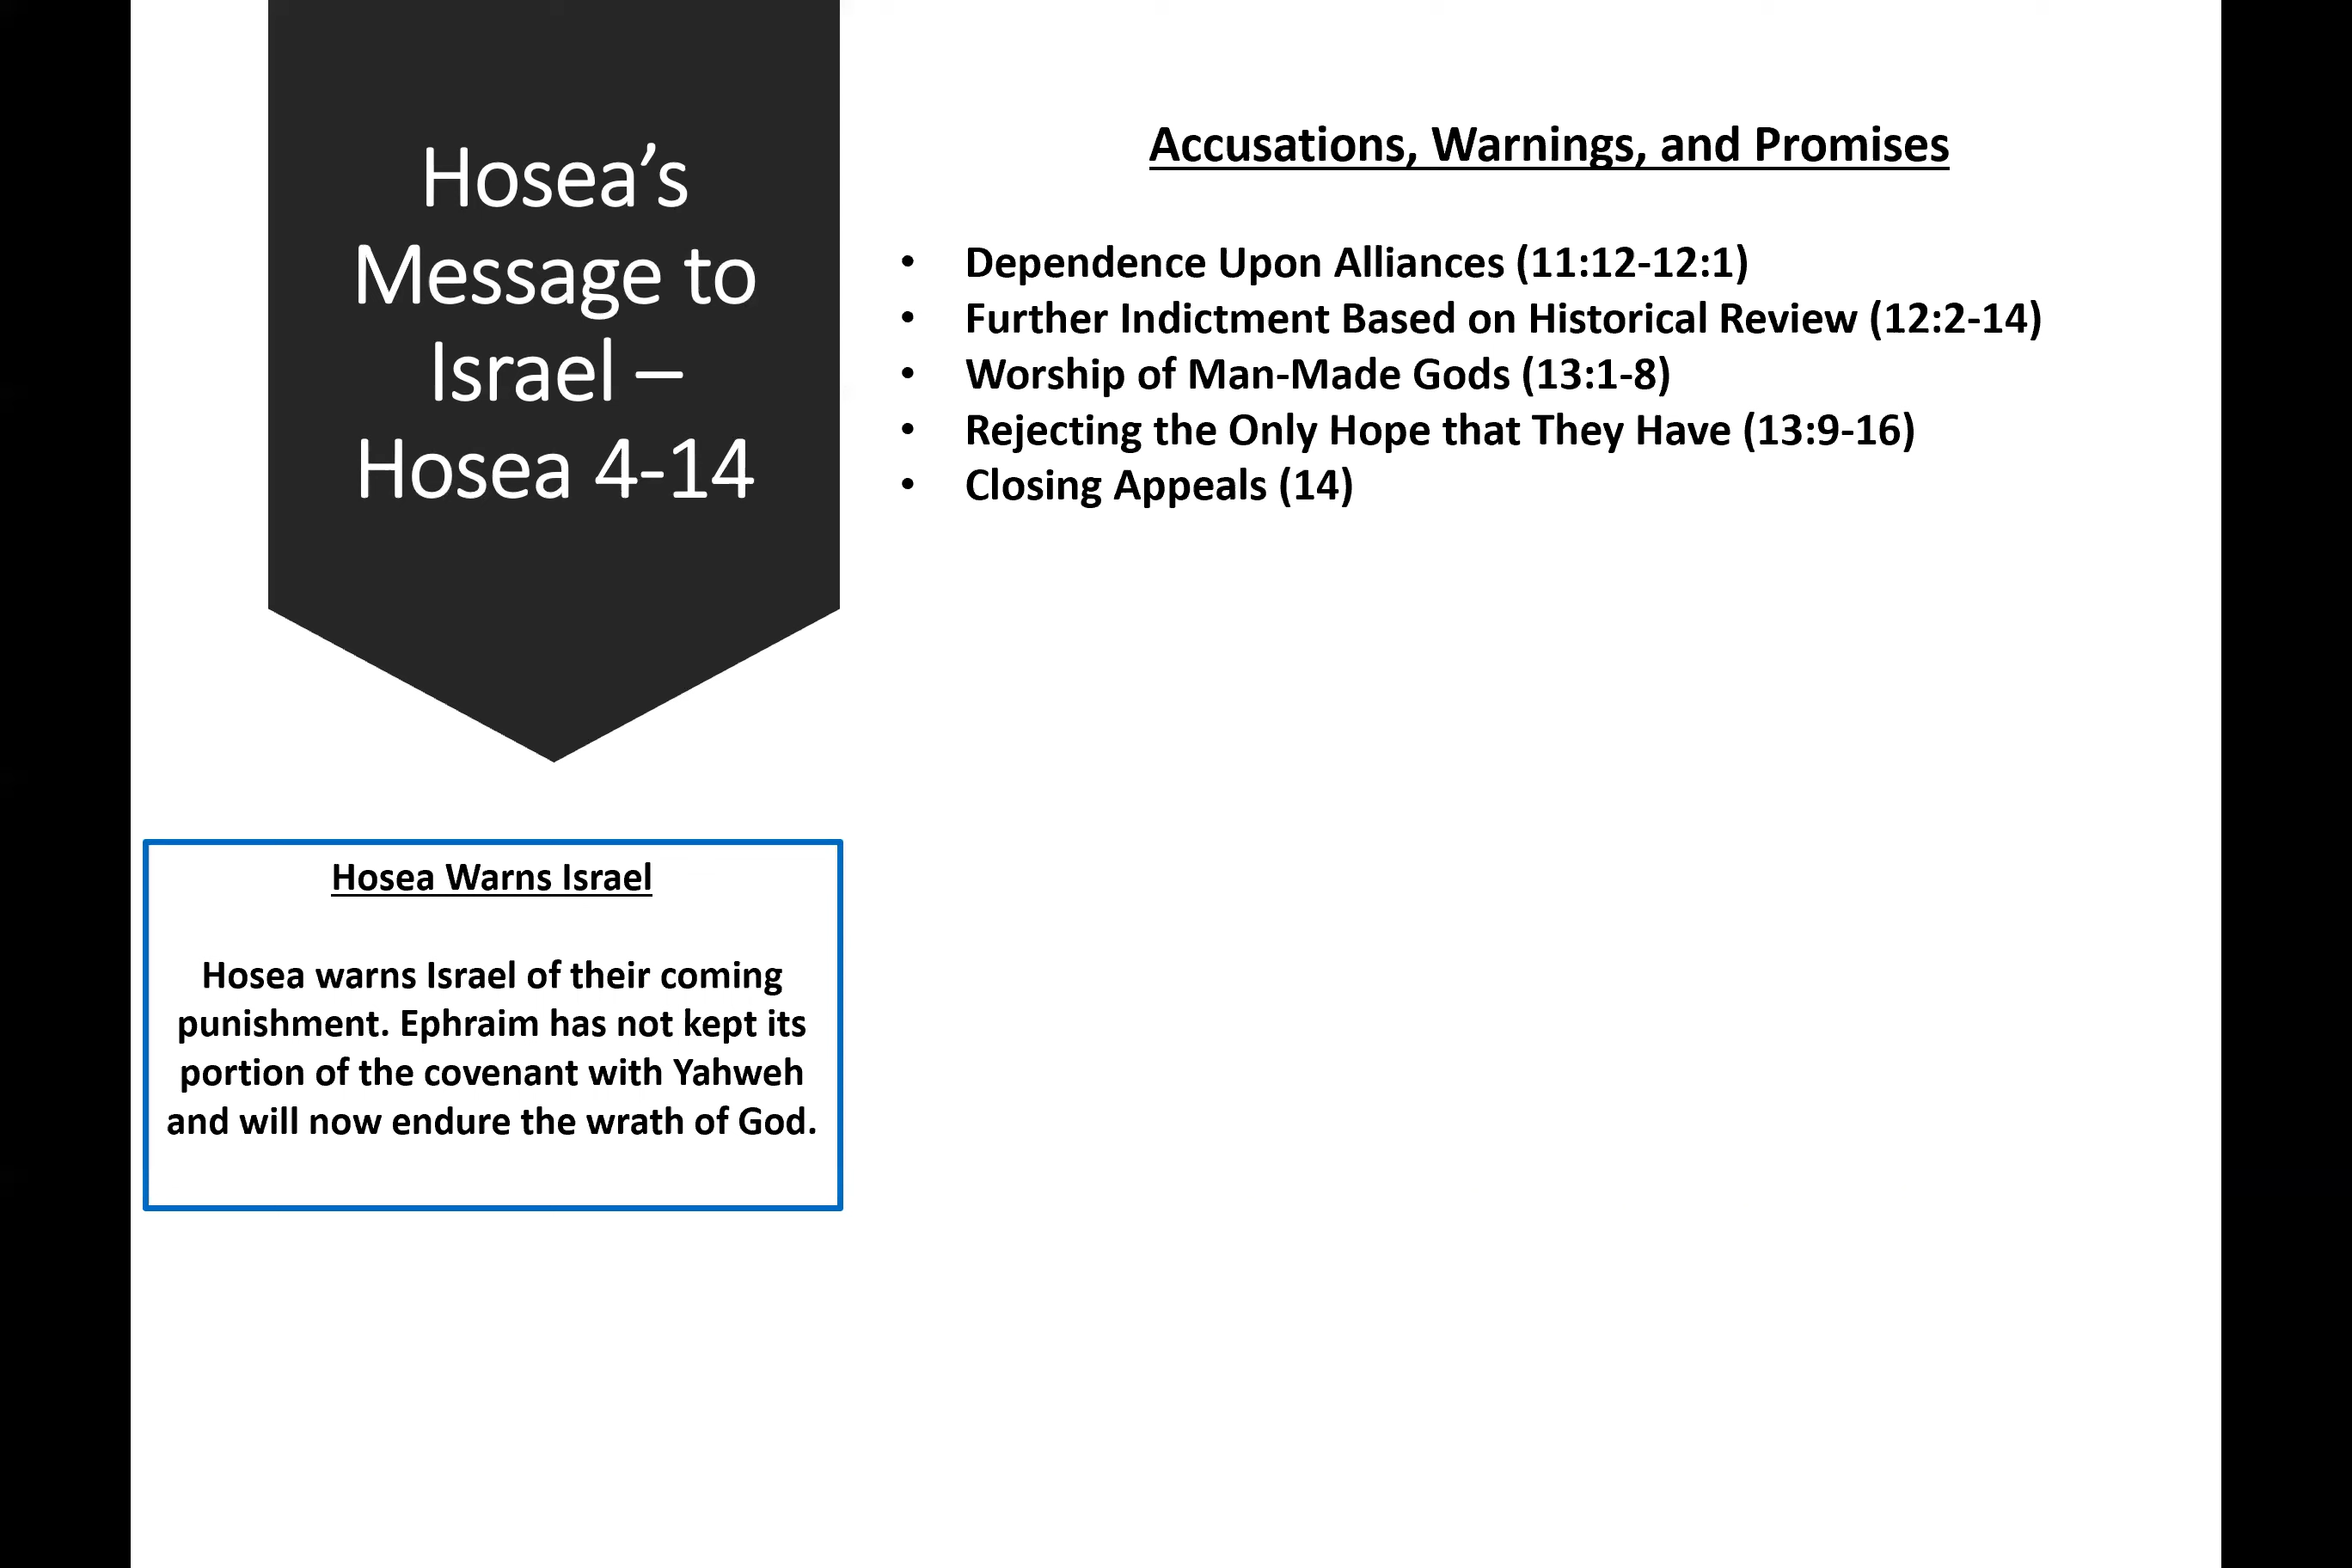 Hosea’s
Message to
Israel –
Hosea 4-14
Accusations, Warnings, and Promises
• Dependence Upon Alliances (11:12-12:1)
• Further Indictment Based on Historical Review (12:2-14)
• Worship of Man-Made Gods (13:1-8)
• Rejecting the Only Hope that They Have (13:9-16)
• Closing Appeals (14)
Hosea Warns Israel
Hosea warns Israel of their coming
punishment. Ephraim has not kept its
portion of the covenant with Yahweh
and will now endure the wrath of God.